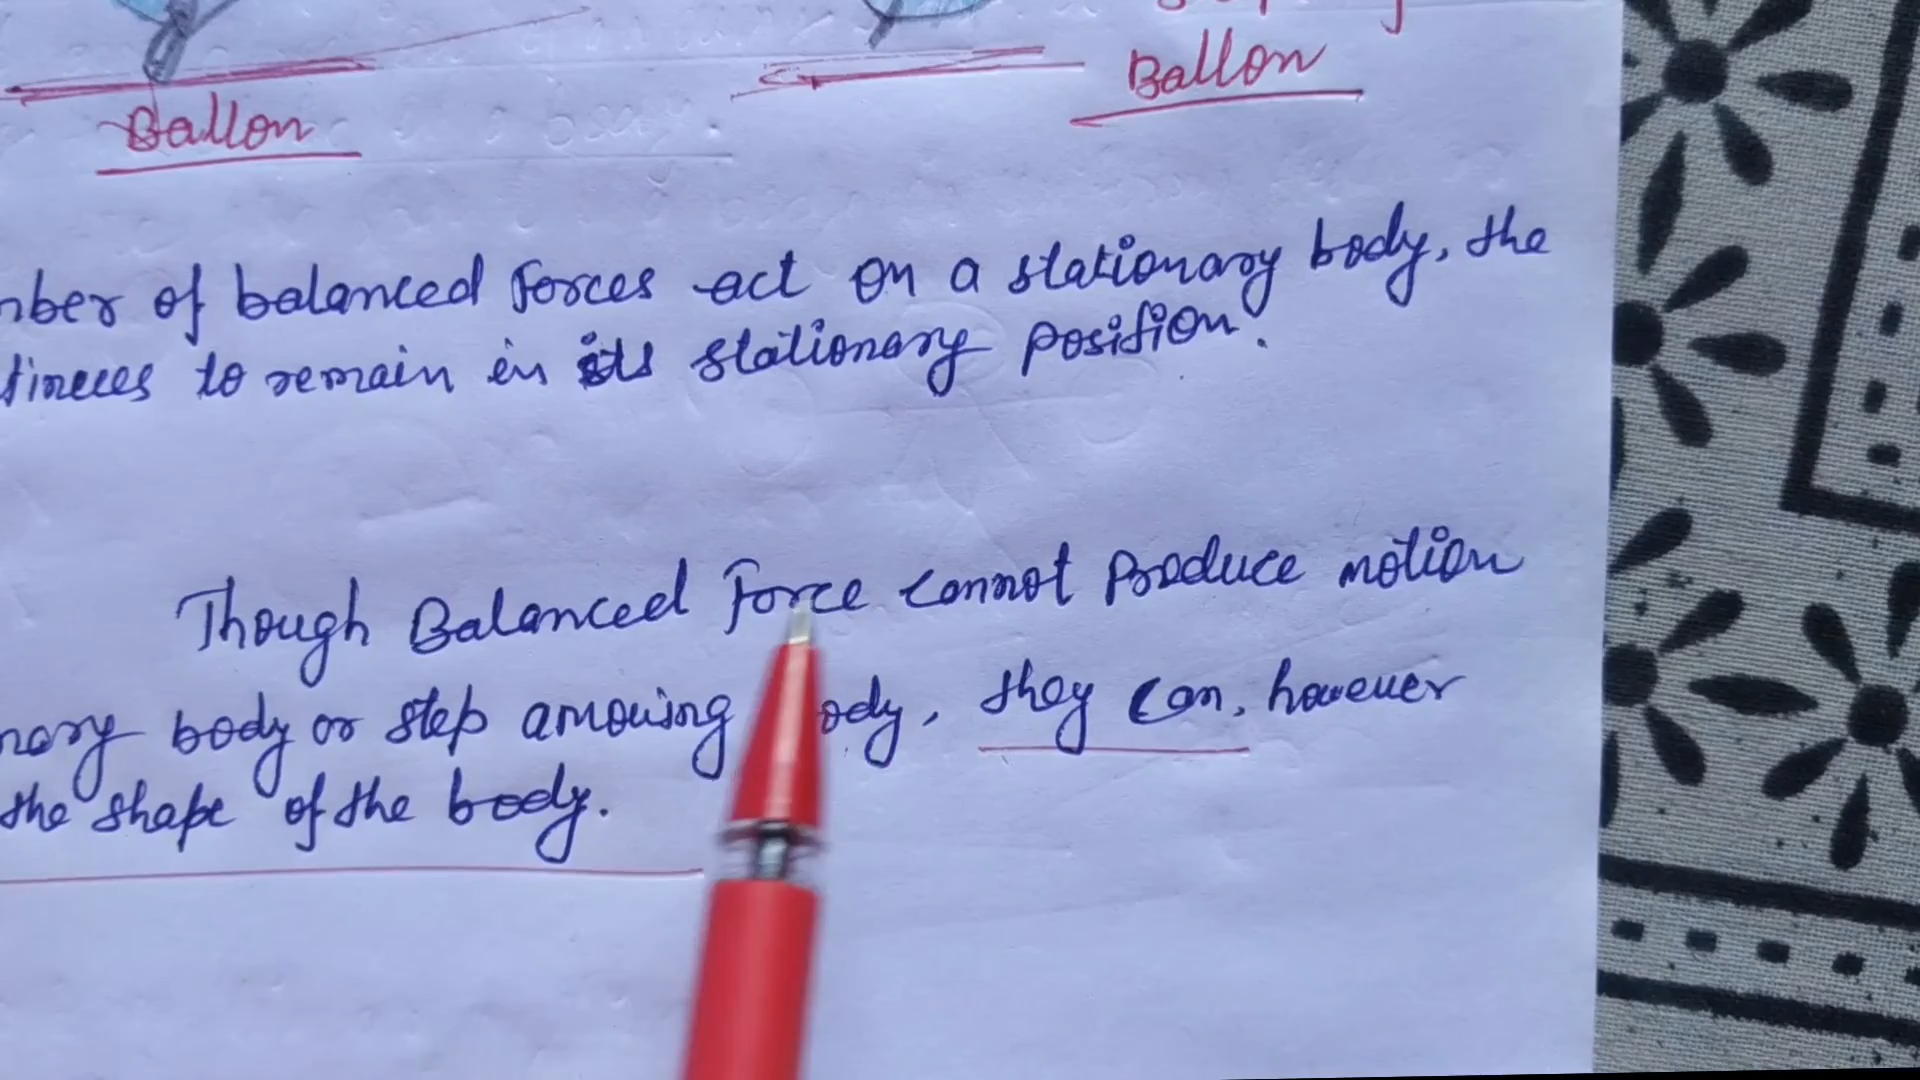 Ballon
Ballon
nber of balanced Forces act on a stationary body, the
tinues to remain in its stationary position.
Though Balanced Force cannot Produce motion
nary body or stop amoving ody, they can, however
the shape of the body.